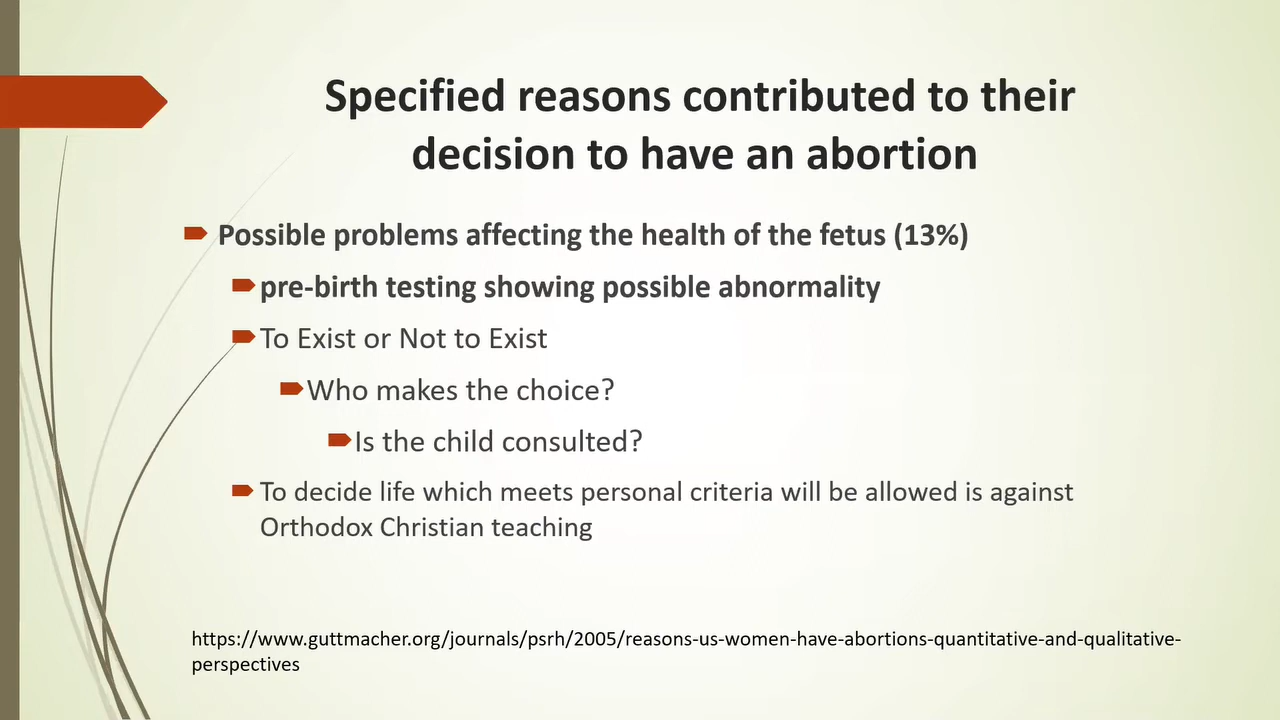 Specified reasons contributed to their
decision to have an abortion
Possible problems affecting the health of the fetus (13%)
pre-birth testing showing possible abnormality
To Exist or Not to Exist
Who makes the choice?
Is the child consulted?
To decide life which meets personal criteria will be allowed is against
Orthodox Christian teaching
https://www.guttmacher.org/journals/psrh/2005/reasons-us-women-have-abortions-quantitative-and-qualitative-
perspectives